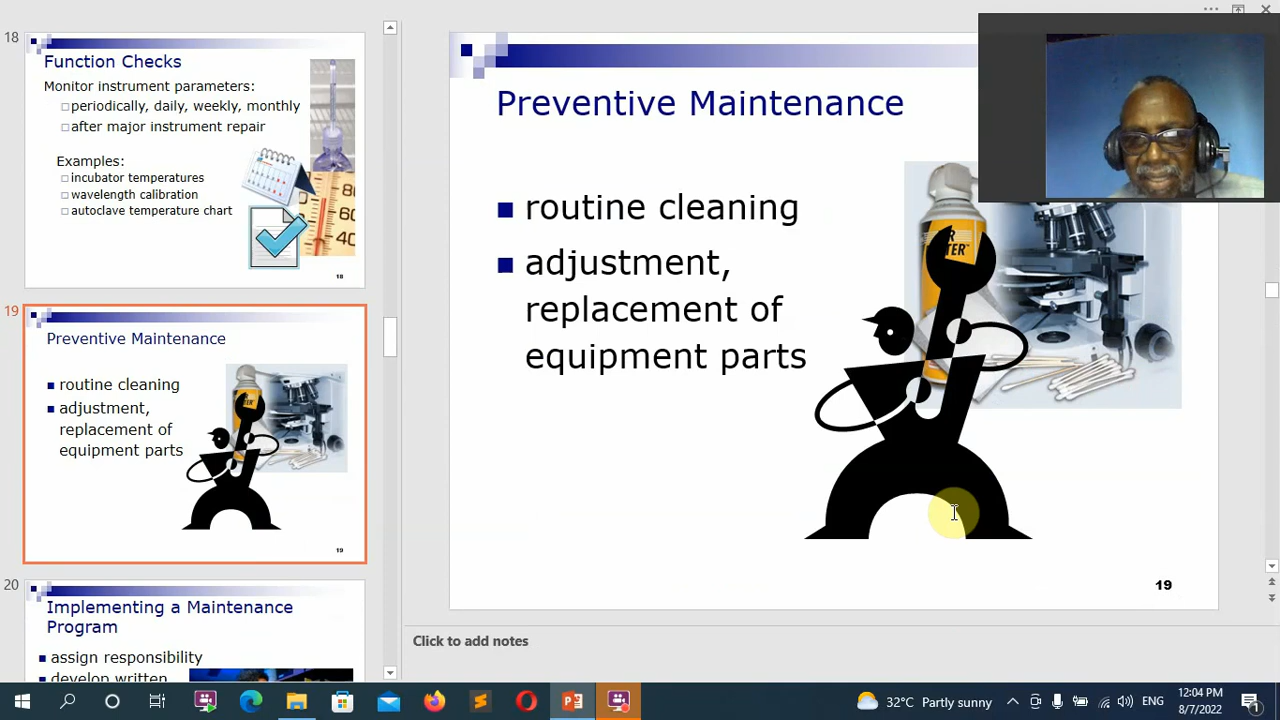 18
Function Checks
Monitor instrument parameters:
periodically, daily, weekly, monthly
after major instrument repair
Examples:
incubator temperatures
wavelength calibration
autoclave temperature chart
80
60
40
18
19
Preventive Maintenance
routine cleaning
adjustment,
replacement of
equipment parts
19
20
Implementing a Maintenance
Program
assign responsibility
develop written
Preventive Maintenance
routine cleaning
adjustment,
replacement of
equipment parts
19
Click to add notes
32°C Partly sunny
ENG
12:04 PM
8/7/2022
1